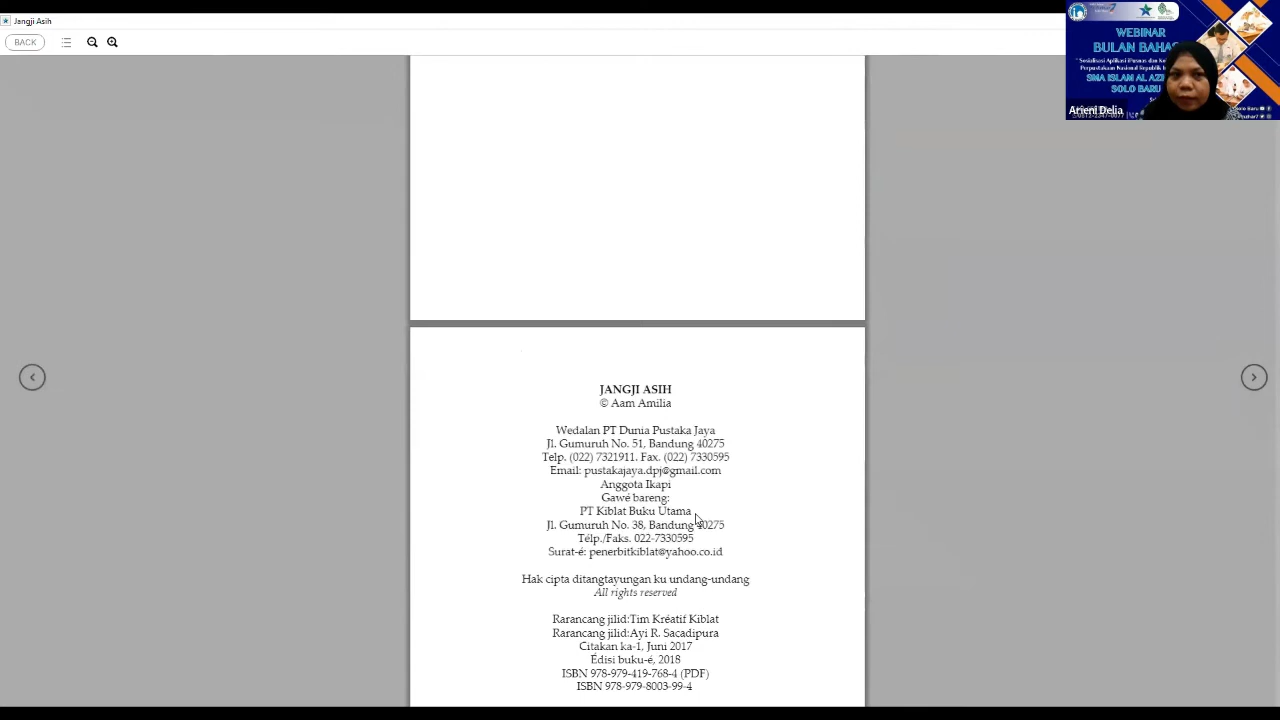 Jangji Asih
BACK
WEBINAR
BULAN BAHAS
SMA ISLAM AL AZ
SOLO BARU
Arieni Delia
JANGJI ASIH
© Aam Amilia
Wedalan PT Dunia Pustaka Jaya
Jl. Gumuruh No. 51, Bandung 40275
Telp. (022) 7321911. Fax. (022) 7330595
Email: pustakajaya.dpj@gmail.com
Anggota Ikapi
Gawé bareng:
PT Kiblat Buku Utama
Jl. Gumuruh No. 38, Bandung 40275
Télp./Faks. 022-7330595
Surat-é: penerbitkiblat@yahoo.co.id
Hak cipta ditangtayungan ku undang-undang
All rights reserved
Rarancang jilid:Tim Kréatif Kiblat
Rarancang jilid:Ayi R. Sacadipura
Citakan ka-1, Juni 2017
Édisi buku-é, 2018
ISBN 978-979-419-768-4 (PDF)
ISBN 978-979-8003-99-4